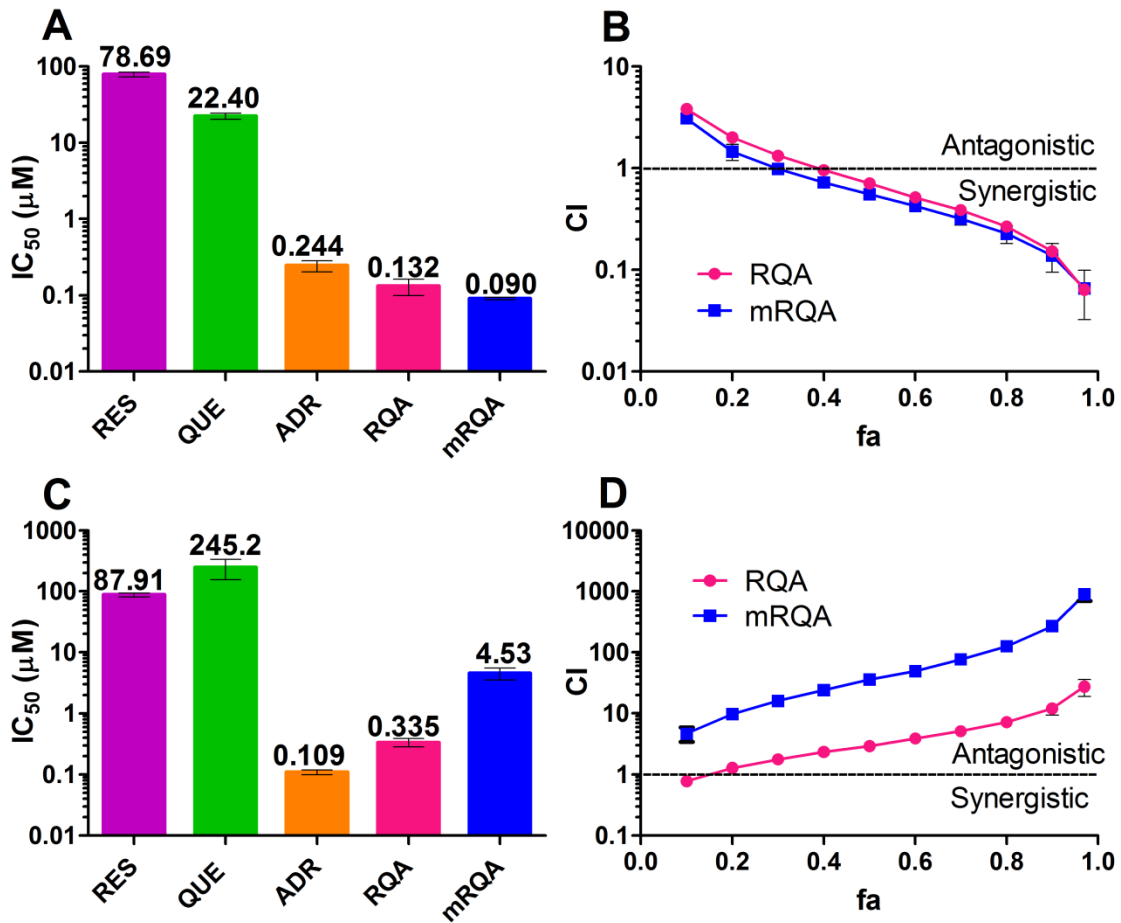 A
78.69
22.40
0.244
0.132
0.090
IC50 (μM)
100
10
1
0.1
0.01
RES
QUE
ADR
RQA
mRQA
B
CI
10
1
0.1
0.01
Antagonistic
Synergistic
RQA
mRQA
0.0
0.2
0.4
0.6
0.8
1.0
fa
C
87.91
245.2
0.109
0.335
4.53
IC50 (μM)
1000
100
10
1
0.1
0.01
RES
QUE
ADR
RQA
mRQA
D
CI
10000
1000
100
10
1
0.1
RQA
mRQA
Antagonistic
Synergistic
0.0
0.2
0.4
0.6
0.8
1.0
fa